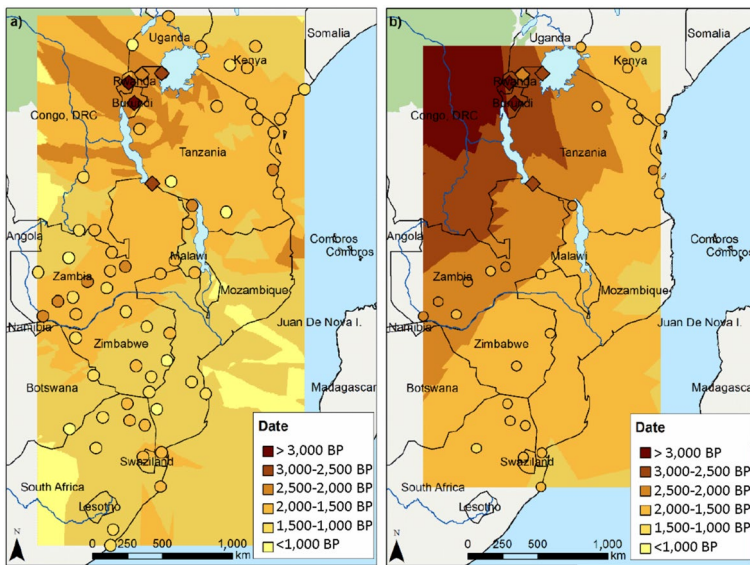 a)
Uganda
Somalia
Kenya
Rwanda
Burundi
Congo, DRC
Tanzania
Angola
Comoros
Comoros
Zambia
Malawi
Mozambique
Namibia
Juan De Nova I.
Zimbabwe
Botswana
Madagascar
Swaziland
South Africa
Lesotho
Date
> 3,000 BP
3,000-2,500 BP
2,500-2,000 BP
2,000-1,500 BP
1,500-1,000 BP
<1,000 BP
N
0 250 500 1,000
km
b)
Uganda
Somalia
Kenya
Rwanda
Burundi
Congo, DRC
Tanzania
Angola
Comoros
Comoros
Zambia
Malawi
Mozambique
Namibia
Juan De Nova I.
Zimbabwe
Botswana
Madagascar
Swaziland
South Africa
Lesotho
Date
> 3,000 BP
3,000-2,500 BP
2,500-2,000 BP
2,000-1,500 BP
1,500-1,000 BP
<1,000 BP
N
0 250 500 1,000
km